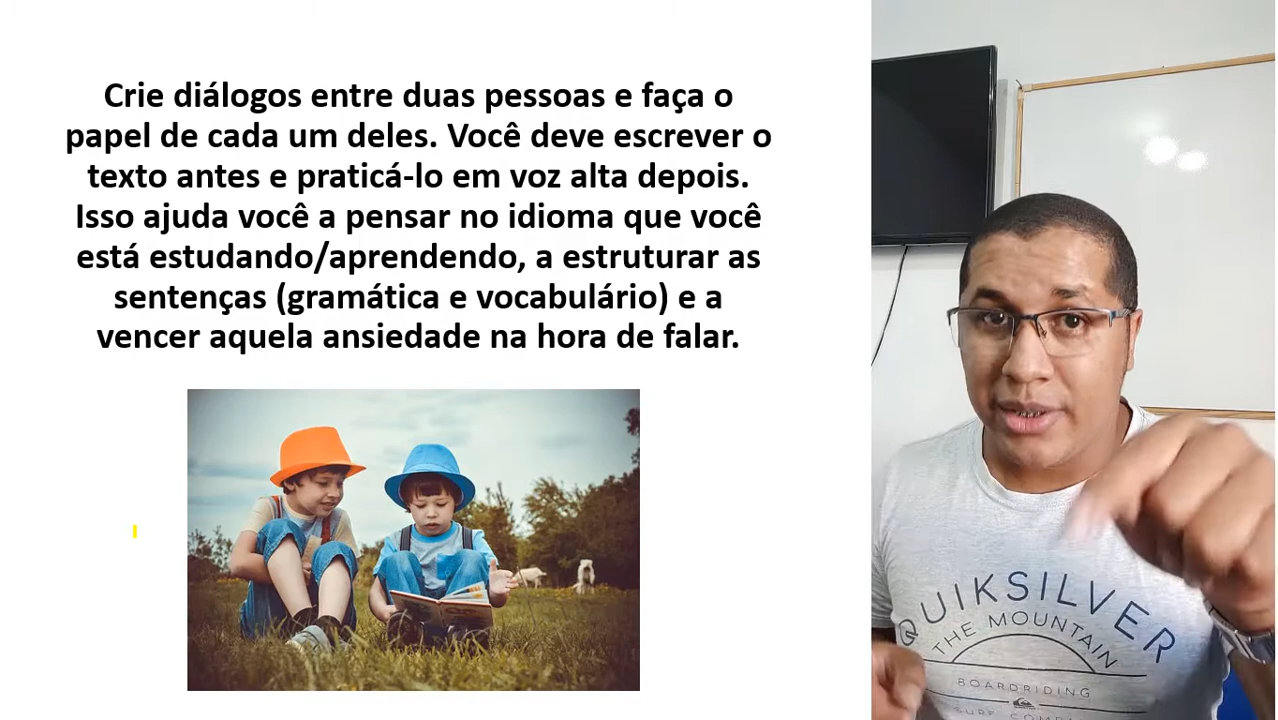 Crie diálogos entre duas pessoas e faça o
papel de cada um deles. Você deve escrever o
texto antes e praticá-lo em voz alta depois.
Isso ajuda você a pensar no idioma que você
está estudando/aprendendo, a estruturar as
sentenças (gramática e vocabulário) e a
vencer aquela ansiedade na hora de falar.
QUIKSILVER
THE MOUNTAIN
BOARDRIDING
SURF COMP